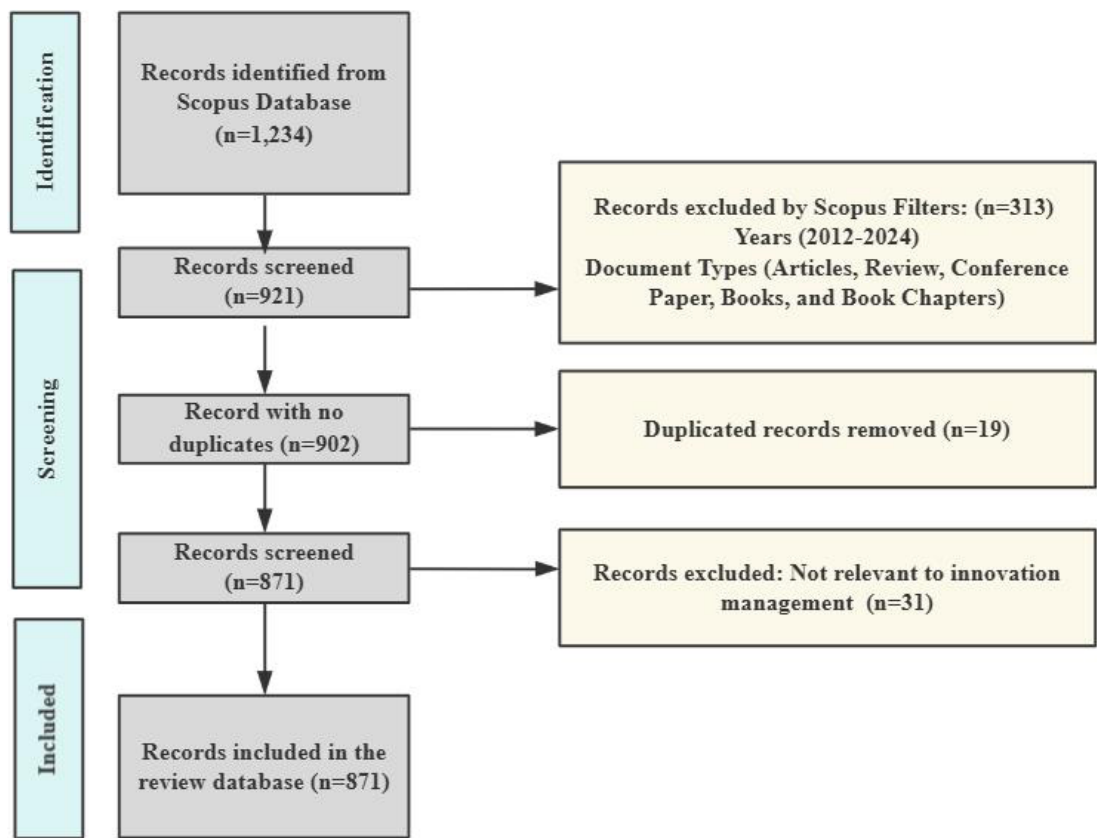 Identification
Records identified from
Scopus Database
(n=1,234)
Records excluded by Scopus Filters: (n=313)
Years (2012-2024)
Document Types (Articles, Review, Conference
Paper, Books, and Book Chapters)
Screening
Records screened
(n=921)
Record with no
duplicates (n=902)
Duplicated records removed (n=19)
Records screened
(n=871)
Records excluded: Not relevant to innovation
management (n=31)
Included
Records included in the
review database (n=871)